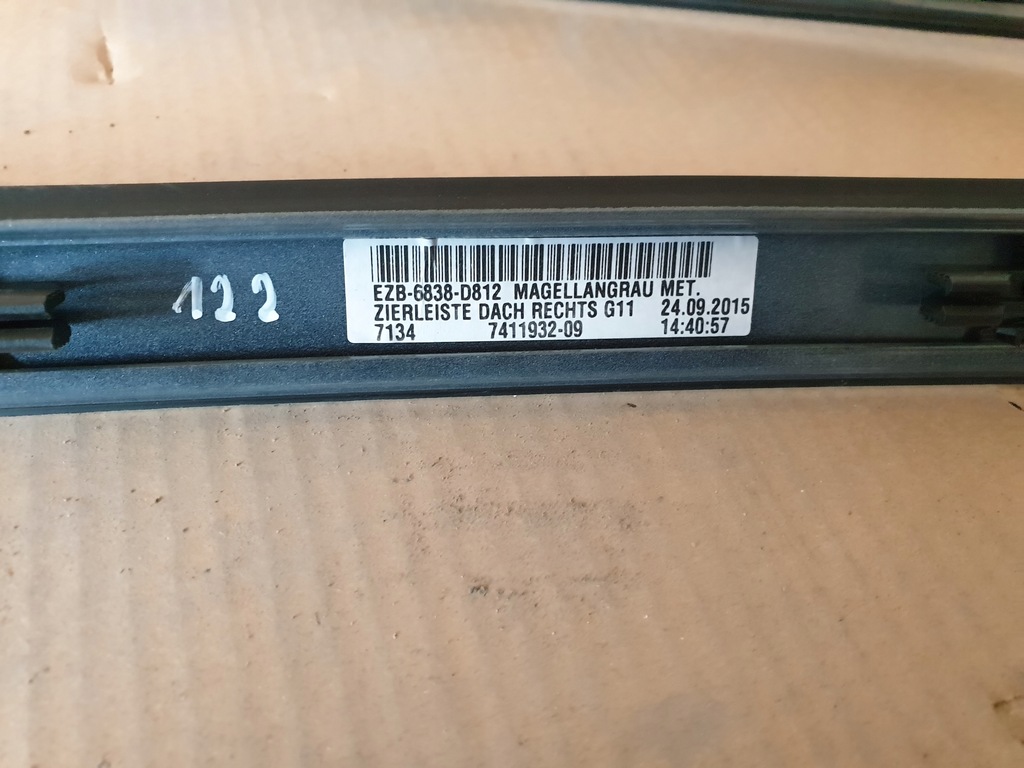 122
EZB-6838-D812 MAGELLANGRAU MET.
ZIERLEISTE DACH RECHTS G11 24.09.2015
7134 7411932-09 14:40:57